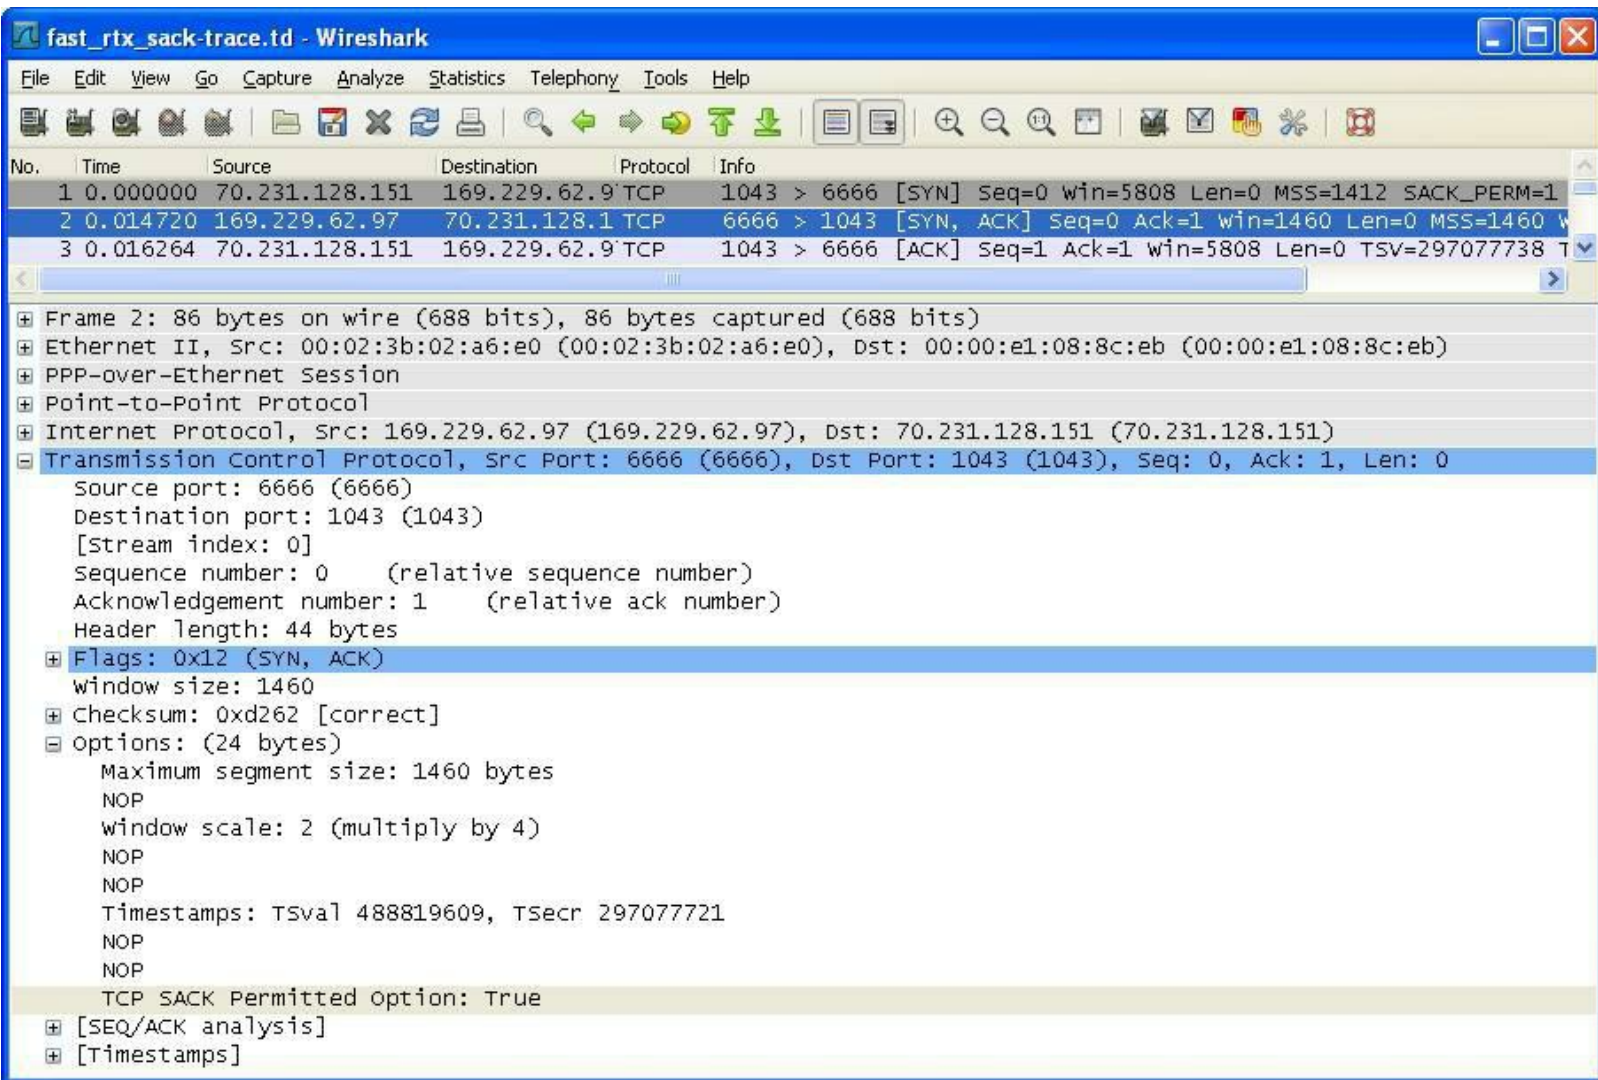 fast_rtx_sack-trace.td - Wireshark
File Edit View Go Capture Analyze Statistics Telephony Tools Help
No. Time Source Destination Protocol Info
1 0.000000 70.231.128.151 169.229.62.9 TCP 1043 > 6666 [SYN] Seq=0 Win=5808 Len=0 MSS=1412 SACK_PERM=1
2 0.014720 169.229.62.97 70.231.128.1 TCP 6666 > 1043 [SYN, ACK] Seq=0 Ack=1 Win=1460 Len=0 MSS=1460 W
3 0.016264 70.231.128.151 169.229.62.9 TCP 1043 > 6666 [ACK] Seq=1 Ack=1 Win=5808 Len=0 TSV=297077738 T
Frame 2: 86 bytes on wire (688 bits), 86 bytes captured (688 bits)
Ethernet II, Src: 00:02:3b:02:a6:e0 (00:02:3b:02:a6:e0), Dst: 00:00:e1:08:8c:eb (00:00:e1:08:8c:eb)
PPP-over-Ethernet Session
Point-to-Point Protocol
Internet Protocol, Src: 169.229.62.97 (169.229.62.97), Dst: 70.231.128.151 (70.231.128.151)
Transmission Control Protocol, Src Port: 6666 (6666), Dst Port: 1043 (1043), Seq: 0, Ack: 1, Len: 0
Source port: 6666 (6666)
Destination port: 1043 (1043)
[Stream index: 0]
Sequence number: 0 (relative sequence number)
Acknowledgement number: 1 (relative ack number)
Header length: 44 bytes
Flags: 0x12 (SYN, ACK)
Window size: 1460
Checksum: 0xd262 [correct]
Options: (24 bytes)
Maximum segment size: 1460 bytes
NOP
Window scale: 2 (multiply by 4)
NOP
NOP
Timestamps: TSval 488819609, TSecr 297077721
NOP
NOP
TCP SACK Permitted Option: True
[SEQ/ACK analysis]
[Timestamps]